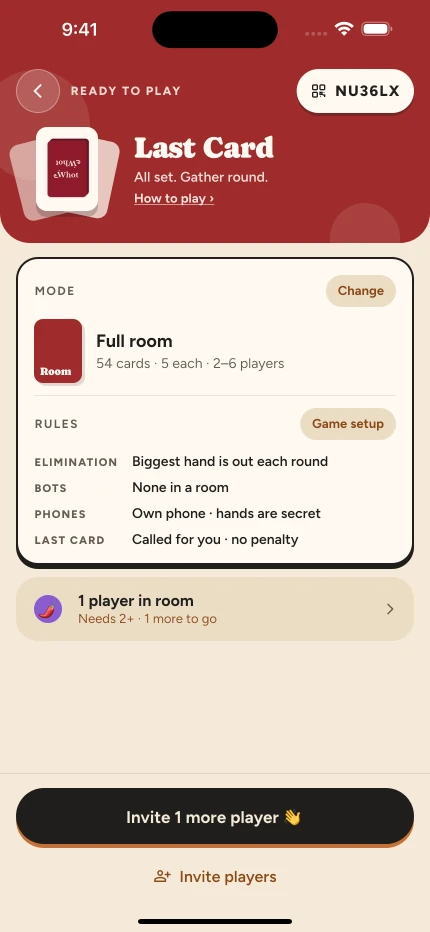 9:41
READY TO PLAY
NU36LX
Whot
Whot
Last Card
All set. Gather round.
How to play ›
MODE
Change
Room
Full room
54 cards · 5 each · 2–6 players
RULES
Game setup
ELIMINATION Biggest hand is out each round
BOTS None in a room
PHONES Own phone · hands are secret
LAST CARD Called for you · no penalty
1 player in room
Needs 2+ · 1 more to go
Invite 1 more player 👋
Invite players